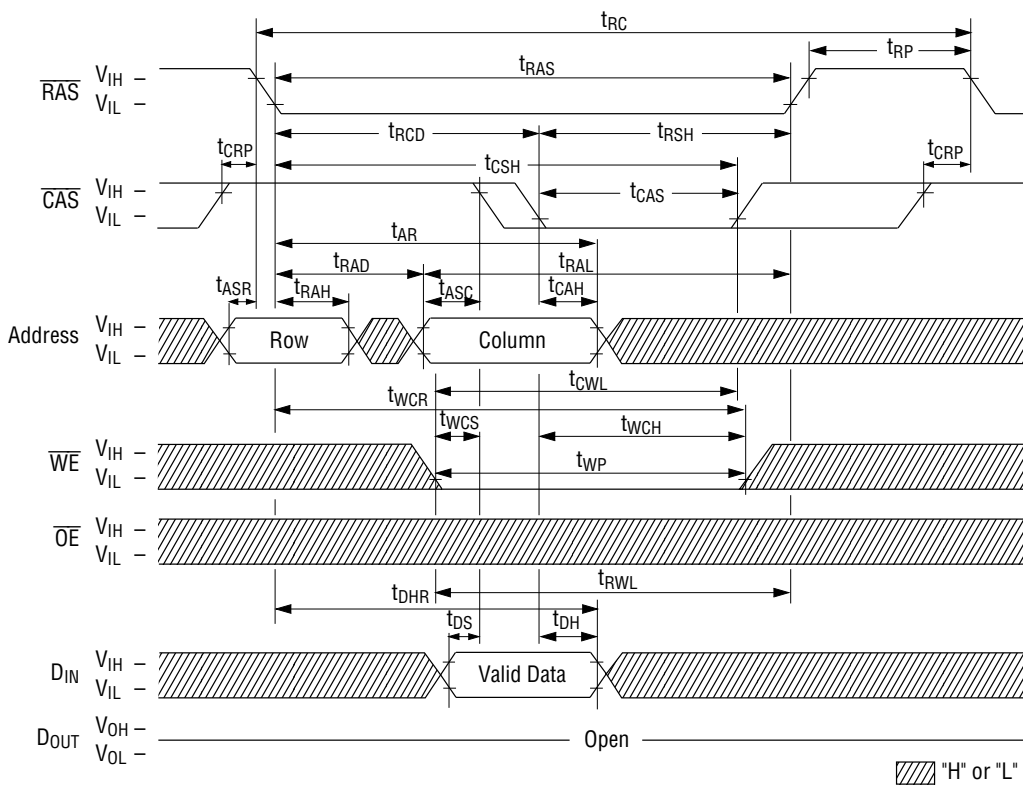 tRC
tRP
tRAS
RAS VIH –
VIL –
tRCD tRSH
tCRP tCSH tCRP
CAS VIH –
VIL –
tCAS
tAR
tRAD tRAL
tASR tRAH tASC tCAH
Address VIH –
VIL –
Row Column
tCWL
tWCR
tWCS tWCH
WE VIH –
VIL –
tWP
OE VIH –
VIL –
tRWL
tDHR
tDS tDH
DIN VIH –
VIL –
Valid Data
DOUT VOH –
VOL –
Open
"H" or "L"